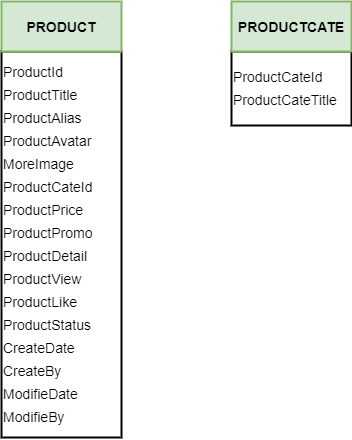 PRODUCT
ProductId
ProductTitle
ProductAlias
ProductAvatar
MoreImage
ProductCateId
ProductPrice
ProductPromo
ProductDetail
ProductView
ProductLike
ProductStatus
CreateDate
CreateBy
ModifieDate
ModifieBy
PRODUCTCATE
ProductCateId
ProductCateTitle